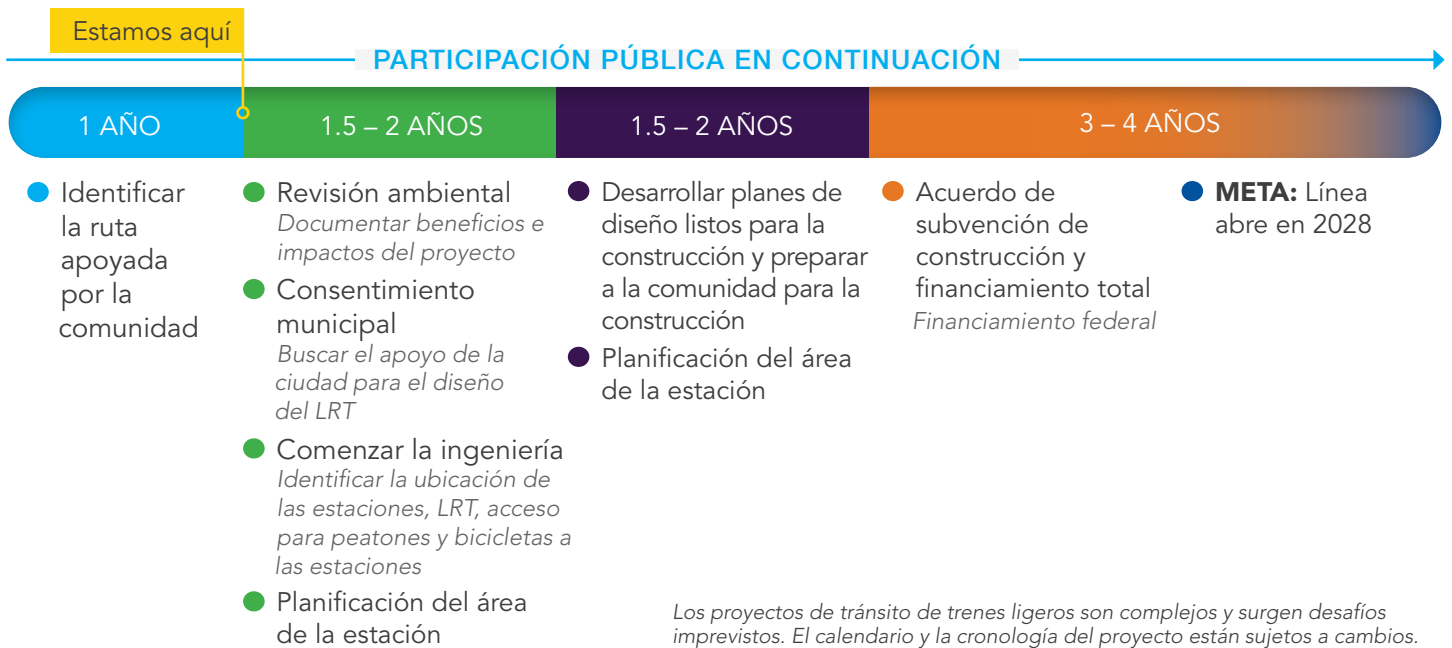 Estamos aquí
PARTICIPACIÓN PÚBLICA EN CONTINUACIÓN
1 AÑO
1.5 – 2 AÑOS
1.5 – 2 AÑOS
3 – 4 AÑOS
Identificar
la ruta
apoyada
por la
comunidad
Revisión ambiental
Documentar beneficios e
impactos del proyecto
Consentimiento
municipal
Buscar el apoyo de la
ciudad para el diseño
del LRT
Comenzar la ingeniería
Identificar la ubicación de
las estaciones, LRT, acceso
para peatones y bicicletas a
las estaciones
Planificación del área
de la estación
Desarrollar planes de
diseño listos para la
construcción y preparar
a la comunidad para la
construcción
Planificación del área
de la estación
Acuerdo de
subvención de
construcción y
financiamiento total
Financiamiento federal
META: Línea
abre en 2028
Los proyectos de tránsito de trenes ligeros son complejos y surgen desafíos
imprevistos. El calendario y la cronología del proyecto están sujetos a cambios.